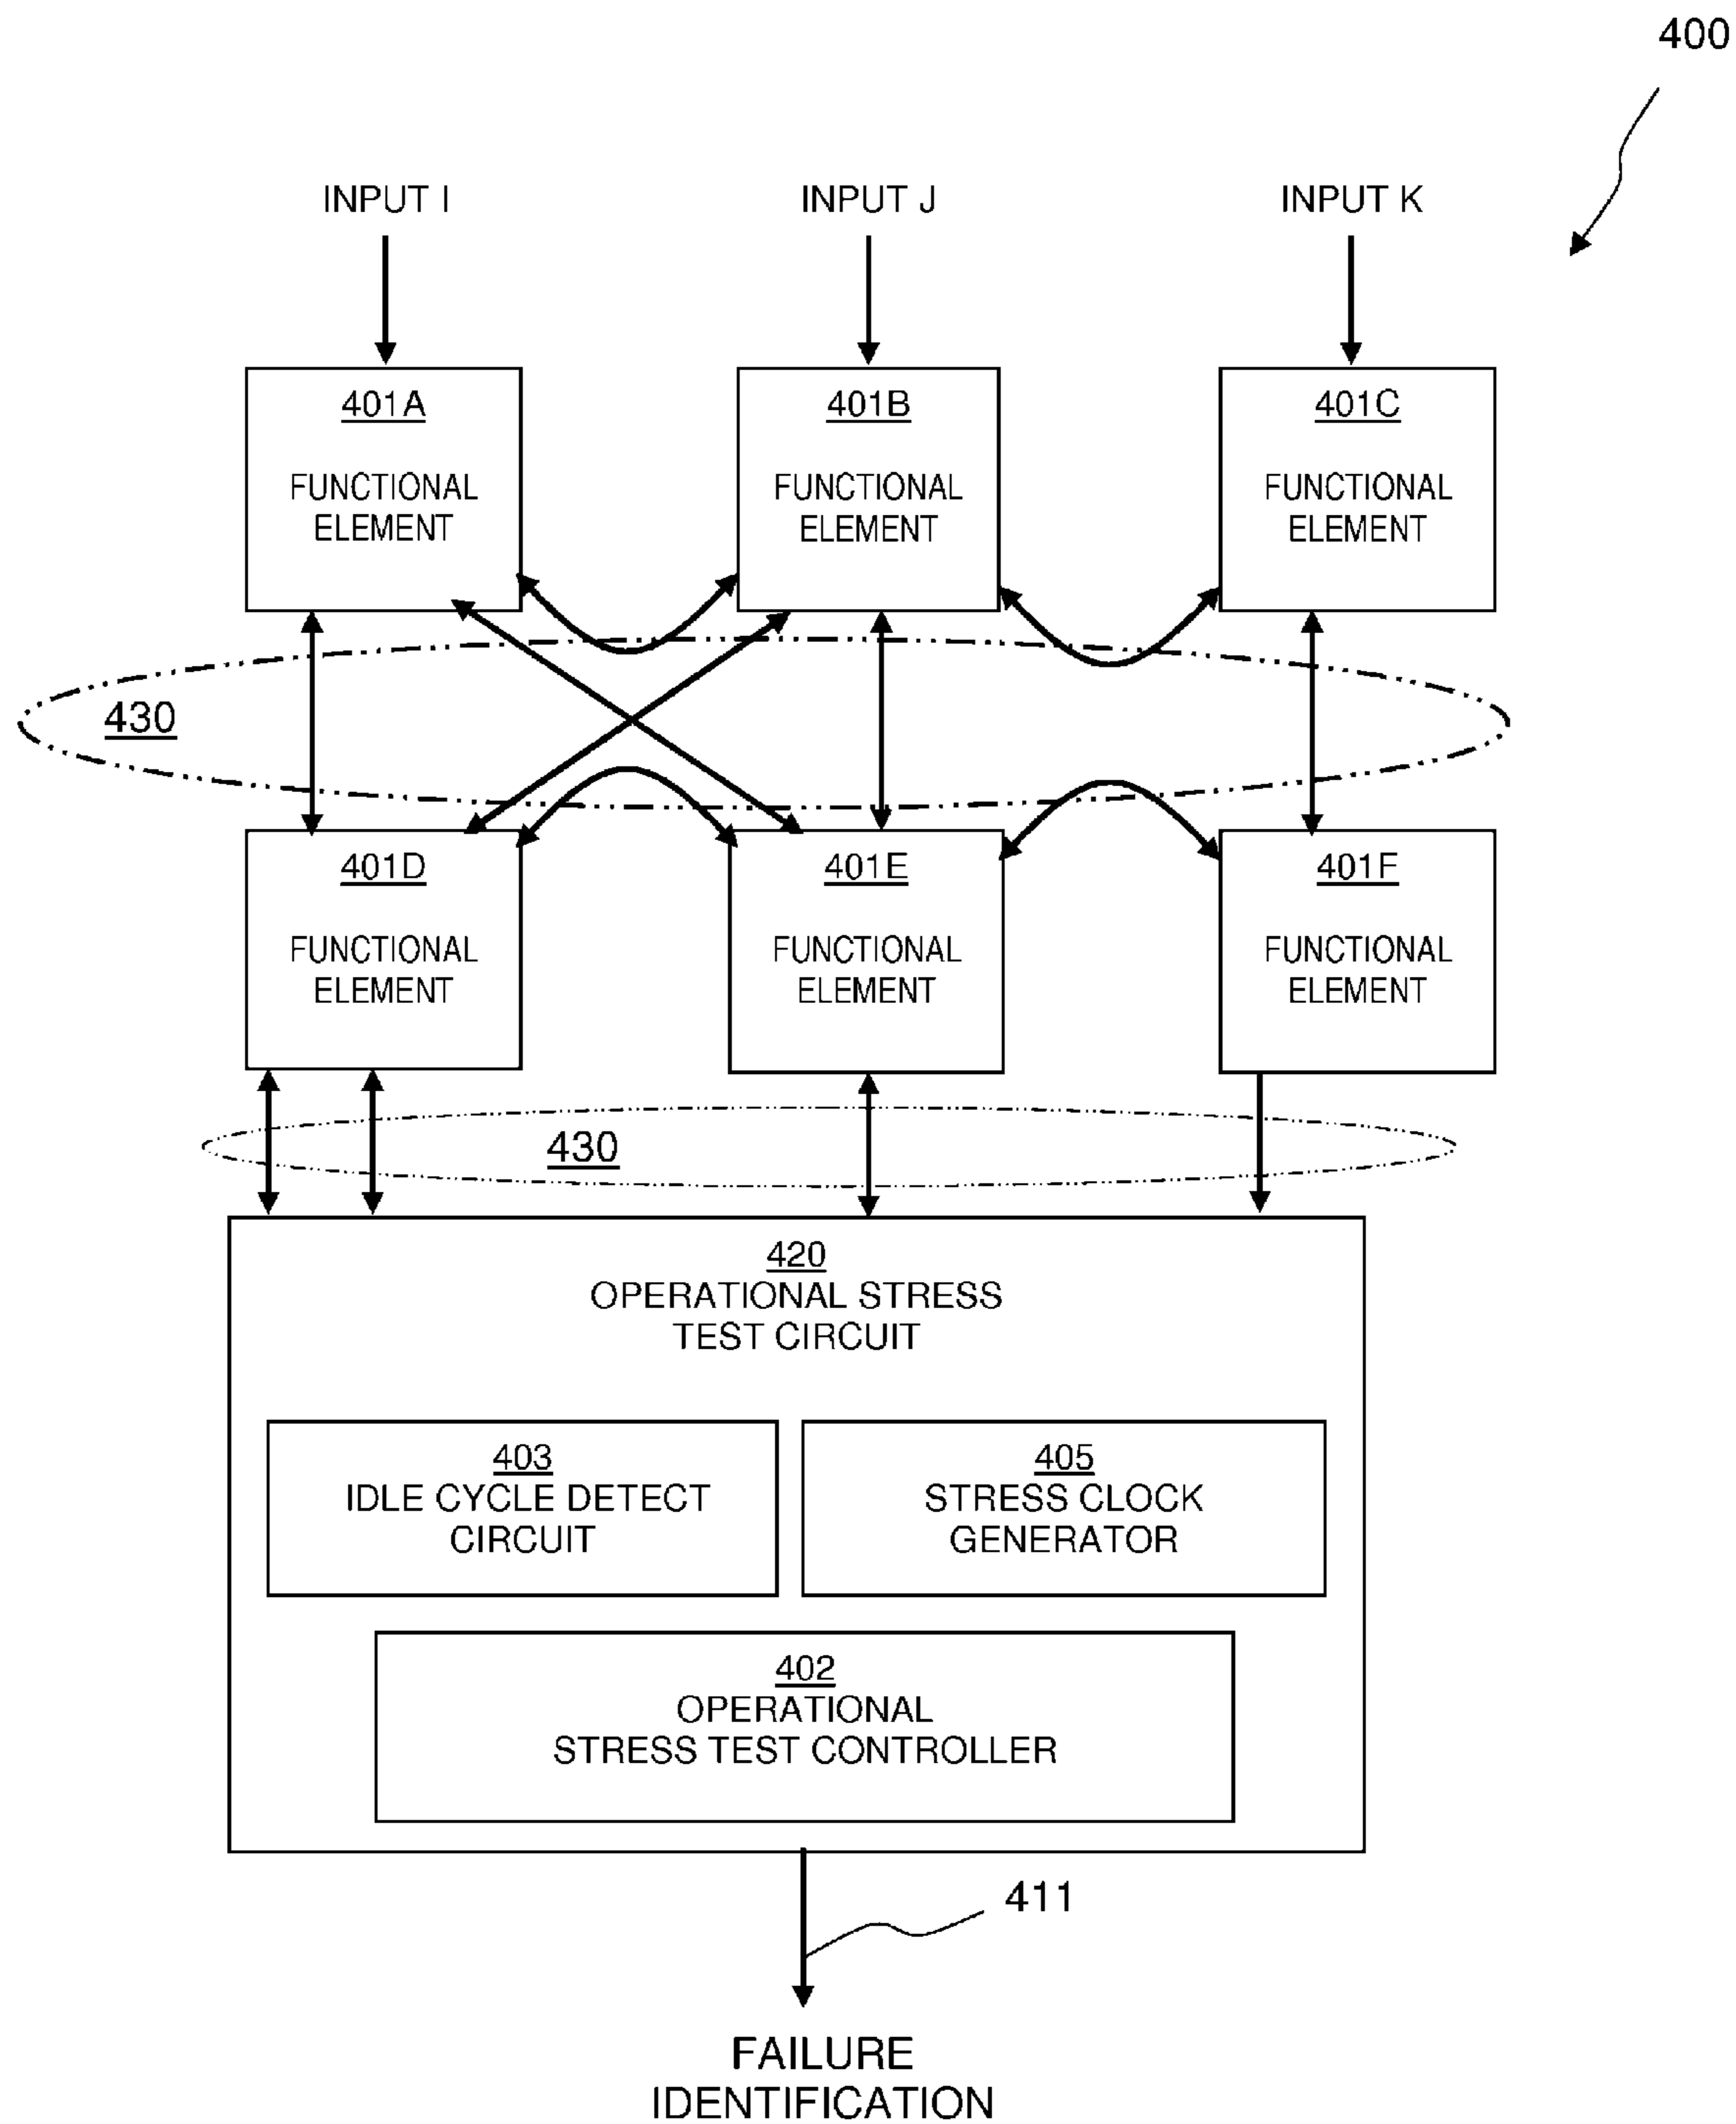 400
INPUT I
INPUT J
INPUT K
401A
FUNCTIONAL
ELEMENT
401B
FUNCTIONAL
ELEMENT
401C
FUNCTIONAL
ELEMENT
430
401D
FUNCTIONAL
ELEMENT
401E
FUNCTIONAL
ELEMENT
401F
FUNCTIONAL
ELEMENT
430
420
OPERATIONAL STRESS
TEST CIRCUIT
403
IDLE CYCLE DETECT
CIRCUIT
405
STRESS CLOCK
GENERATOR
402
OPERATIONAL
STRESS TEST CONTROLLER
411
FAILURE
IDENTIFICATION